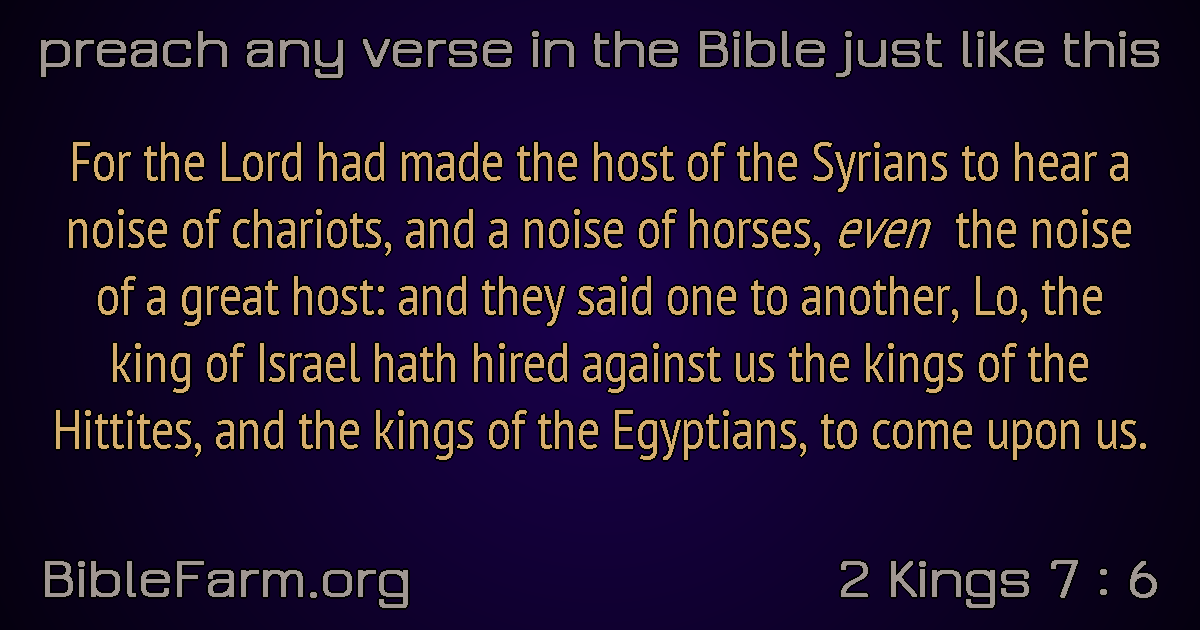 preach any verse in the Bible just like this
For the Lord had made the host of the Syrians to hear a
noise of chariots, and a noise of horses, even the noise
of a great host: and they said one to another, Lo, the
king of Israel hath hired against us the kings of the
Hittites, and the kings of the Egyptians, to come upon us.
BibleFarm.org
2 Kings 7 : 6